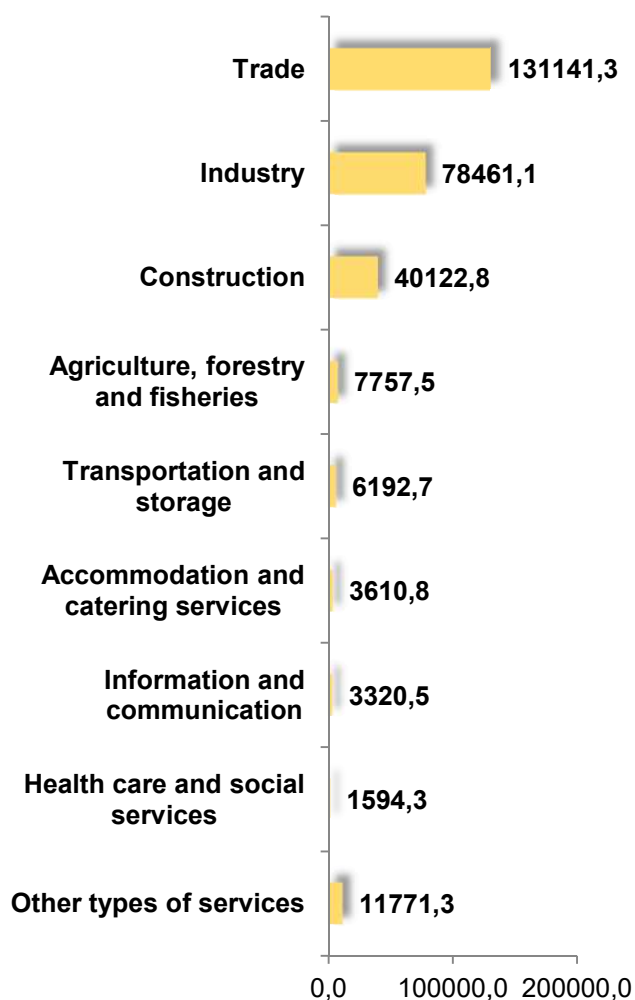 Trade
131141,3
Industry
78461,1
Construction
40122,8
Agriculture, forestry
and fisheries
7757,5
Transportation and
storage
6192,7
Accommodation and
catering services
3610,8
Information and
communication
3320,5
Health care and social
services
1594,3
Other types of services
11771,3
0,0 100000,0 200000,0